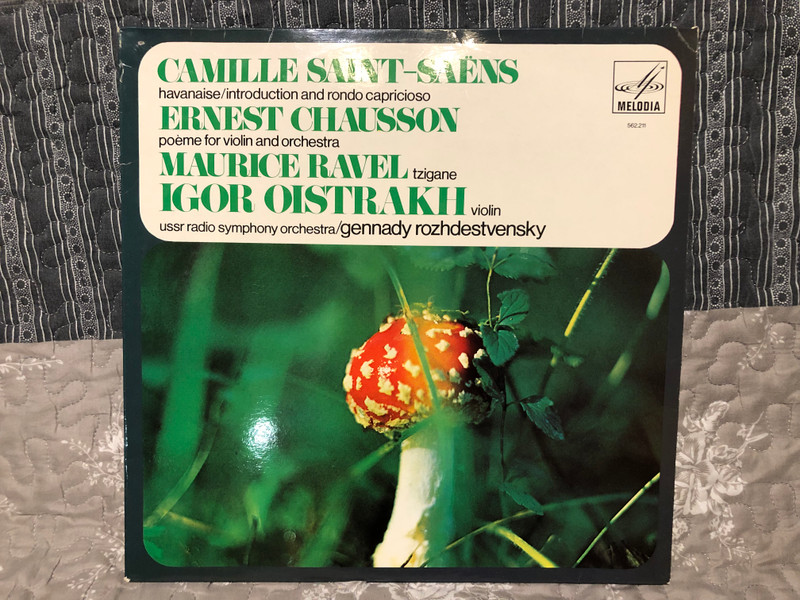 CAMILLE SAINT-SAËNS
havanaise/introduction and rondo capricioso
ERNEST CHAUSSON
poème for violin and orchestra
MAURICE RAVEL tzigane
IGOR OISTRAKH violin
ussr radio symphony orchestra/gennady rozhdestvensky
MELODIA
562.211